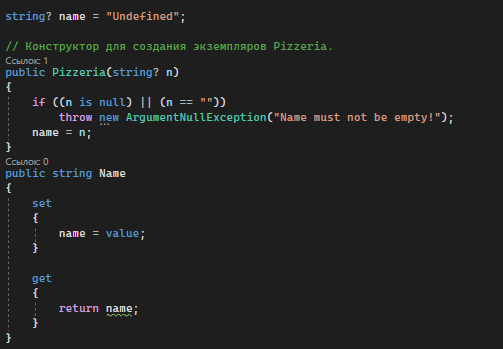 string? name = "Undefined";
// Конструктор для создания экземпляров Pizzeria.
Ссылок: 1
public Pizzeria(string? n)
{
    if ((n is null) || (n == ""))
        throw new ArgumentNullException("Name must not be empty!");
    name = n;
}
Ссылок: 0
public string Name
{
    set
    {
        name = value;
    }
    get
    {
        return name;
    }
}